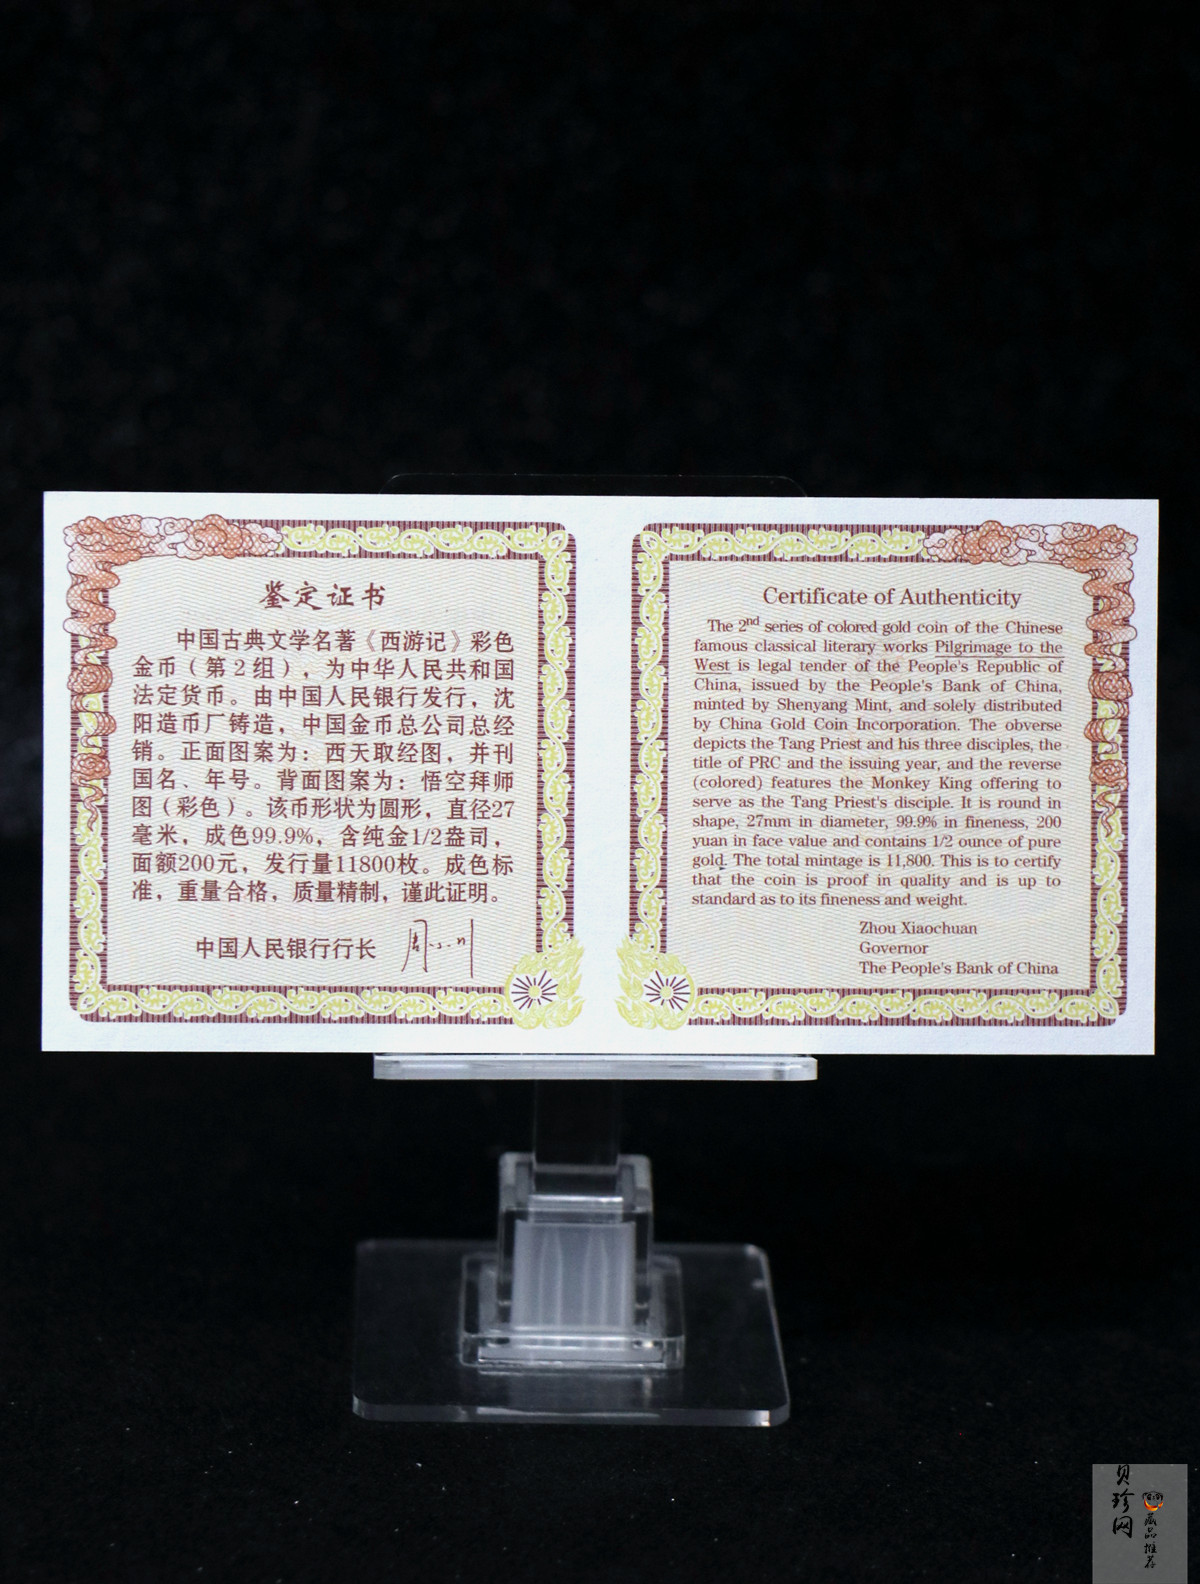 鉴定证书
中国古典文学名著《西游记》彩色
金币（第2组），为中华人民共和国
法定货币。由中国人民银行发行，沈
阳造币厂铸造，中国金币总公司总经
销。正面图案为：西天取经图，并刊
国名、年号。背面图案为：悟空拜师
图（彩色）。该币形状为圆形，直径27
毫米，成色99.9%，含纯金1/2盎司，
面额200元，发行量11800枚。成色标
准，重量合格，质量精制，谨此证明。
中国人民银行行长 周小川
Certificate of Authenticity
The 2nd series of colored gold coin of the Chinese
famous classical literary works Pilgrimage to the
West is legal tender of the People's Republic of
China, issued by the People's Bank of China,
minted by Shenyang Mint, and solely distributed
by China Gold Coin Incorporation. The obverse
depicts the Tang Priest and his three disciples, the
title of PRC and the issuing year, and the reverse
(colored) features the Monkey King offering to
serve as the Tang Priest's disciple. It is round in
shape, 27mm in diameter, 99.9% in fineness, 200
yuan in face value and contains 1/2 ounce of pure
gold. The total mintage is 11,800. This is to certify
that the coin is proof in quality and is up to
standard as to its fineness and weight.
Zhou Xiaochuan
Governor
The People's Bank of China
贝珍网
藏品推荐